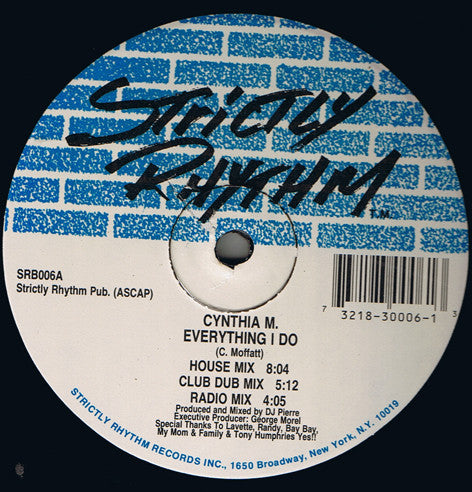 STRICTLY
RHYTHM
T.M.
SRB006A
Strictly Rhythm Pub. (ASCAP)
7 3218-30006-1 3
CYNTHIA M.
EVERYTHING I DO
(C. Moffatt)
HOUSE MIX 8:04
CLUB DUB MIX 5:12
RADIO MIX 4:05
Produced and Mixed by DJ Pierre
Executive Producer: George Morel
Special Thanks To Layette, Randy, Bay Bay,
My Mom & Family & Tony Humphries Yes!!
STRICTLY RHYTHM RECORDS INC., 1650 Broadway, New York, N.Y. 10019